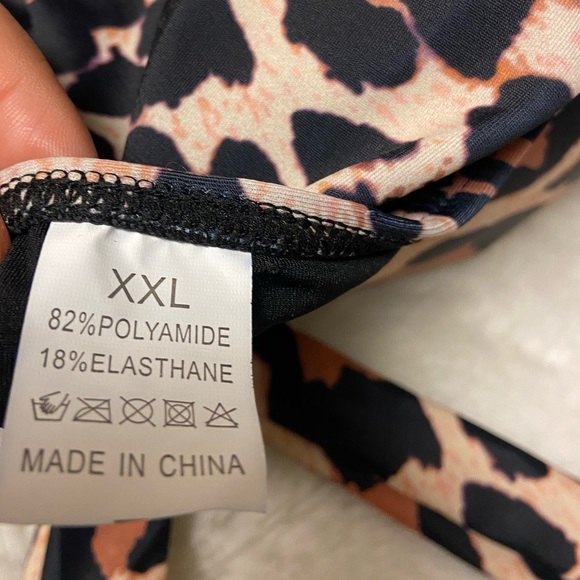 XXL
82%POLYAMIDE
18%ELASTHANE
MADE IN CHINA